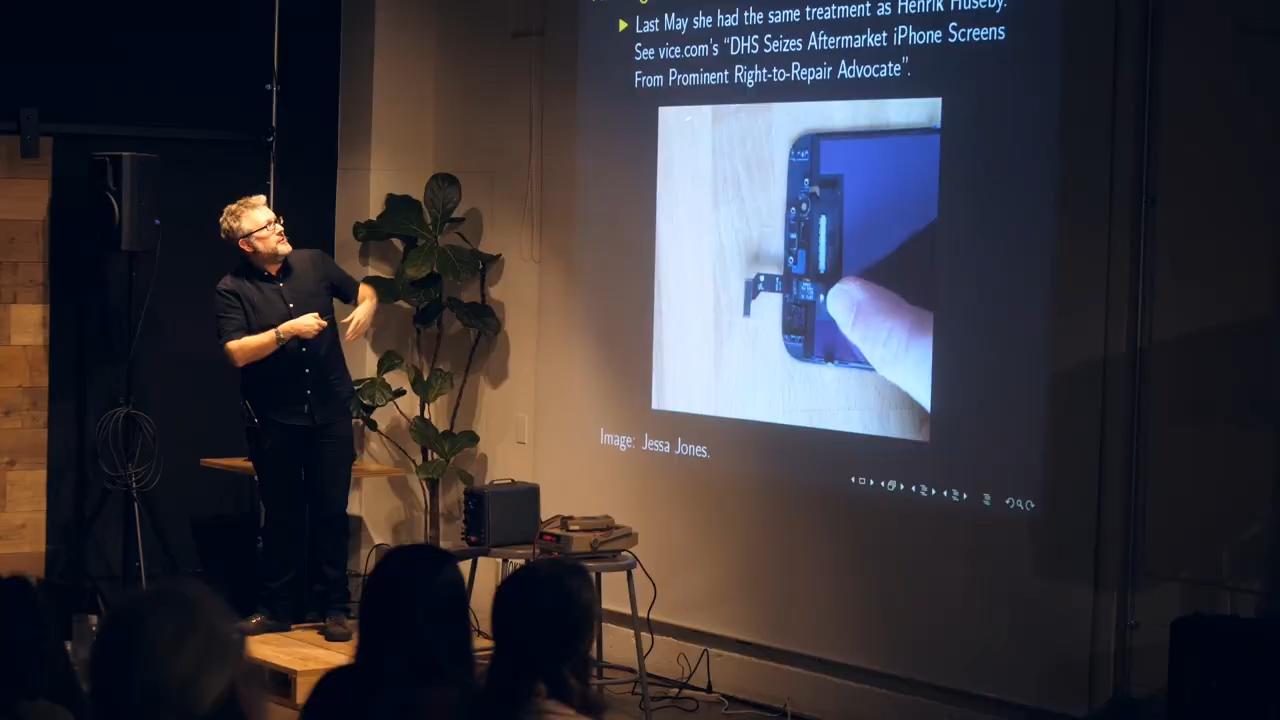 Last May she had the same treatment as Henrik Huseby.
See vice.com's “DHS Seizes Aftermarket iPhone Screens
From Prominent Right-to-Repair Advocate”.
Image: Jessa Jones.